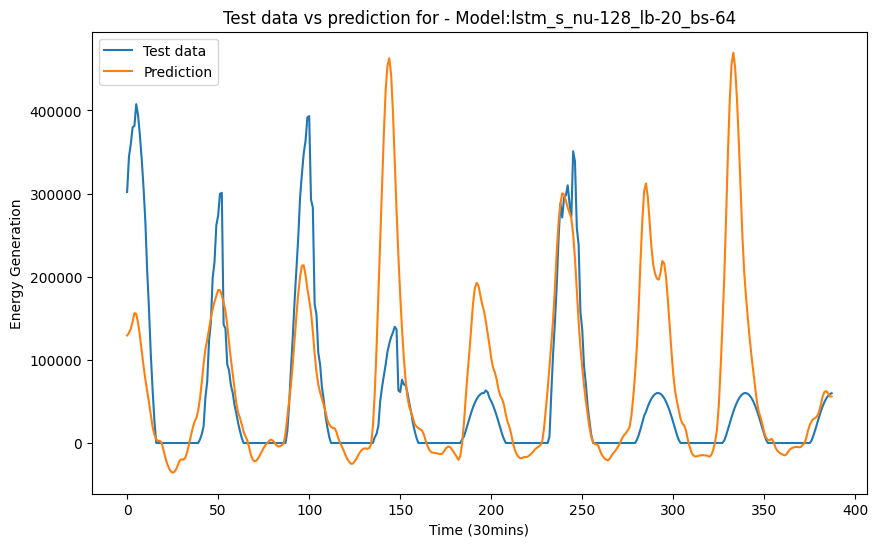 Test data vs prediction for - Model:lstm_s_nu-128_lb-20_bs-64
Test data
Prediction
Energy Generation
400000
300000
200000
100000
0
0 50 100 150 200 250 300 350 400
Time (30mins)